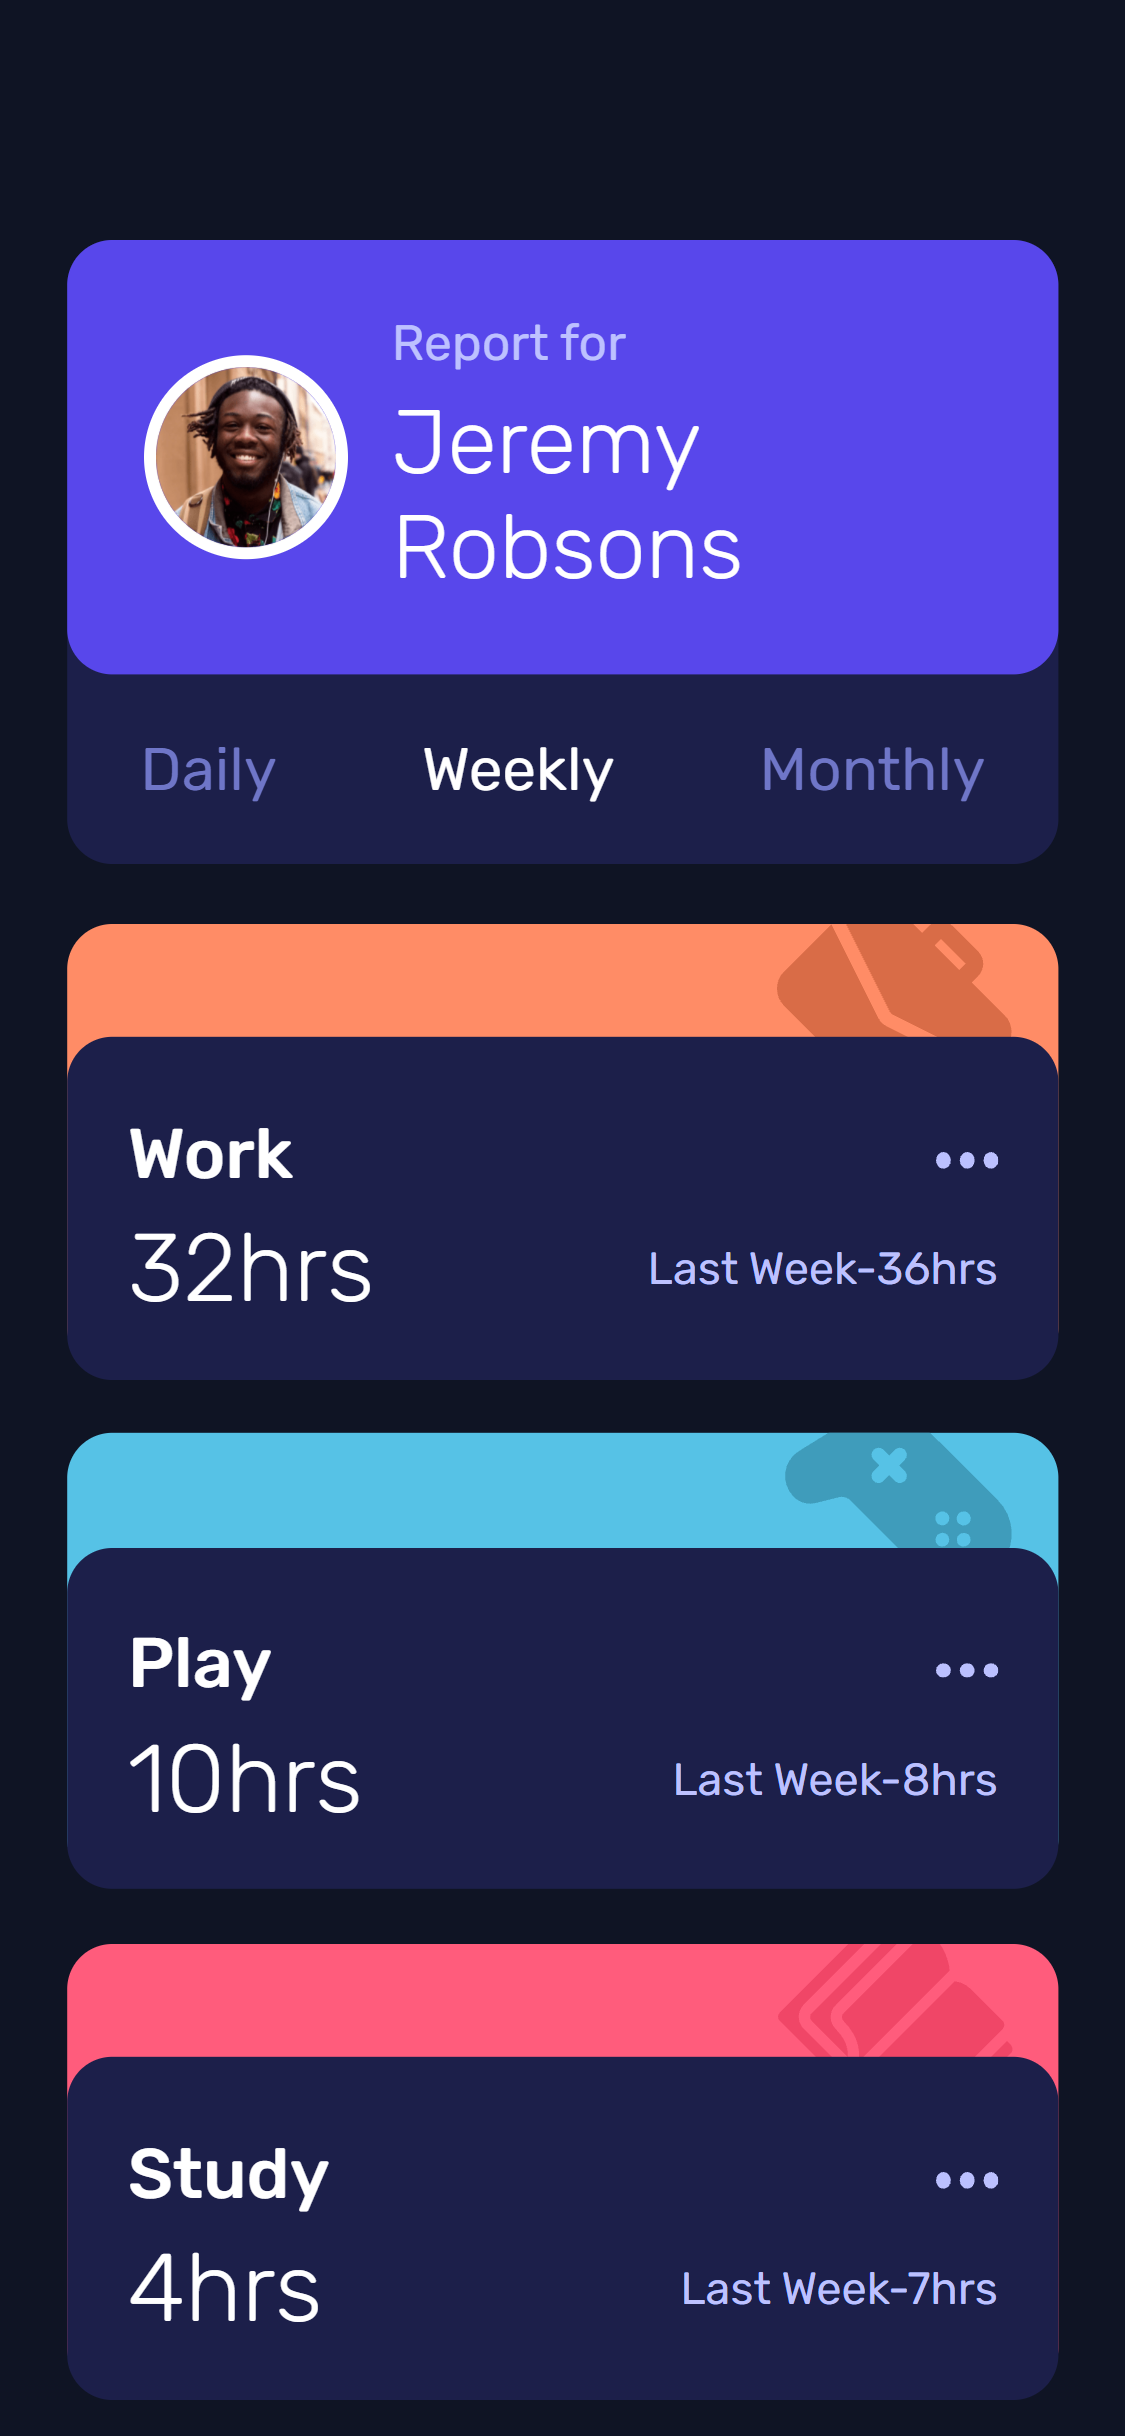 Report for
Jeremy
Robsons
Daily Weekly Monthly
Work
32hrs Last Week-36hrs
Play
10hrs Last Week-8hrs
Study
4hrs Last Week-7hrs